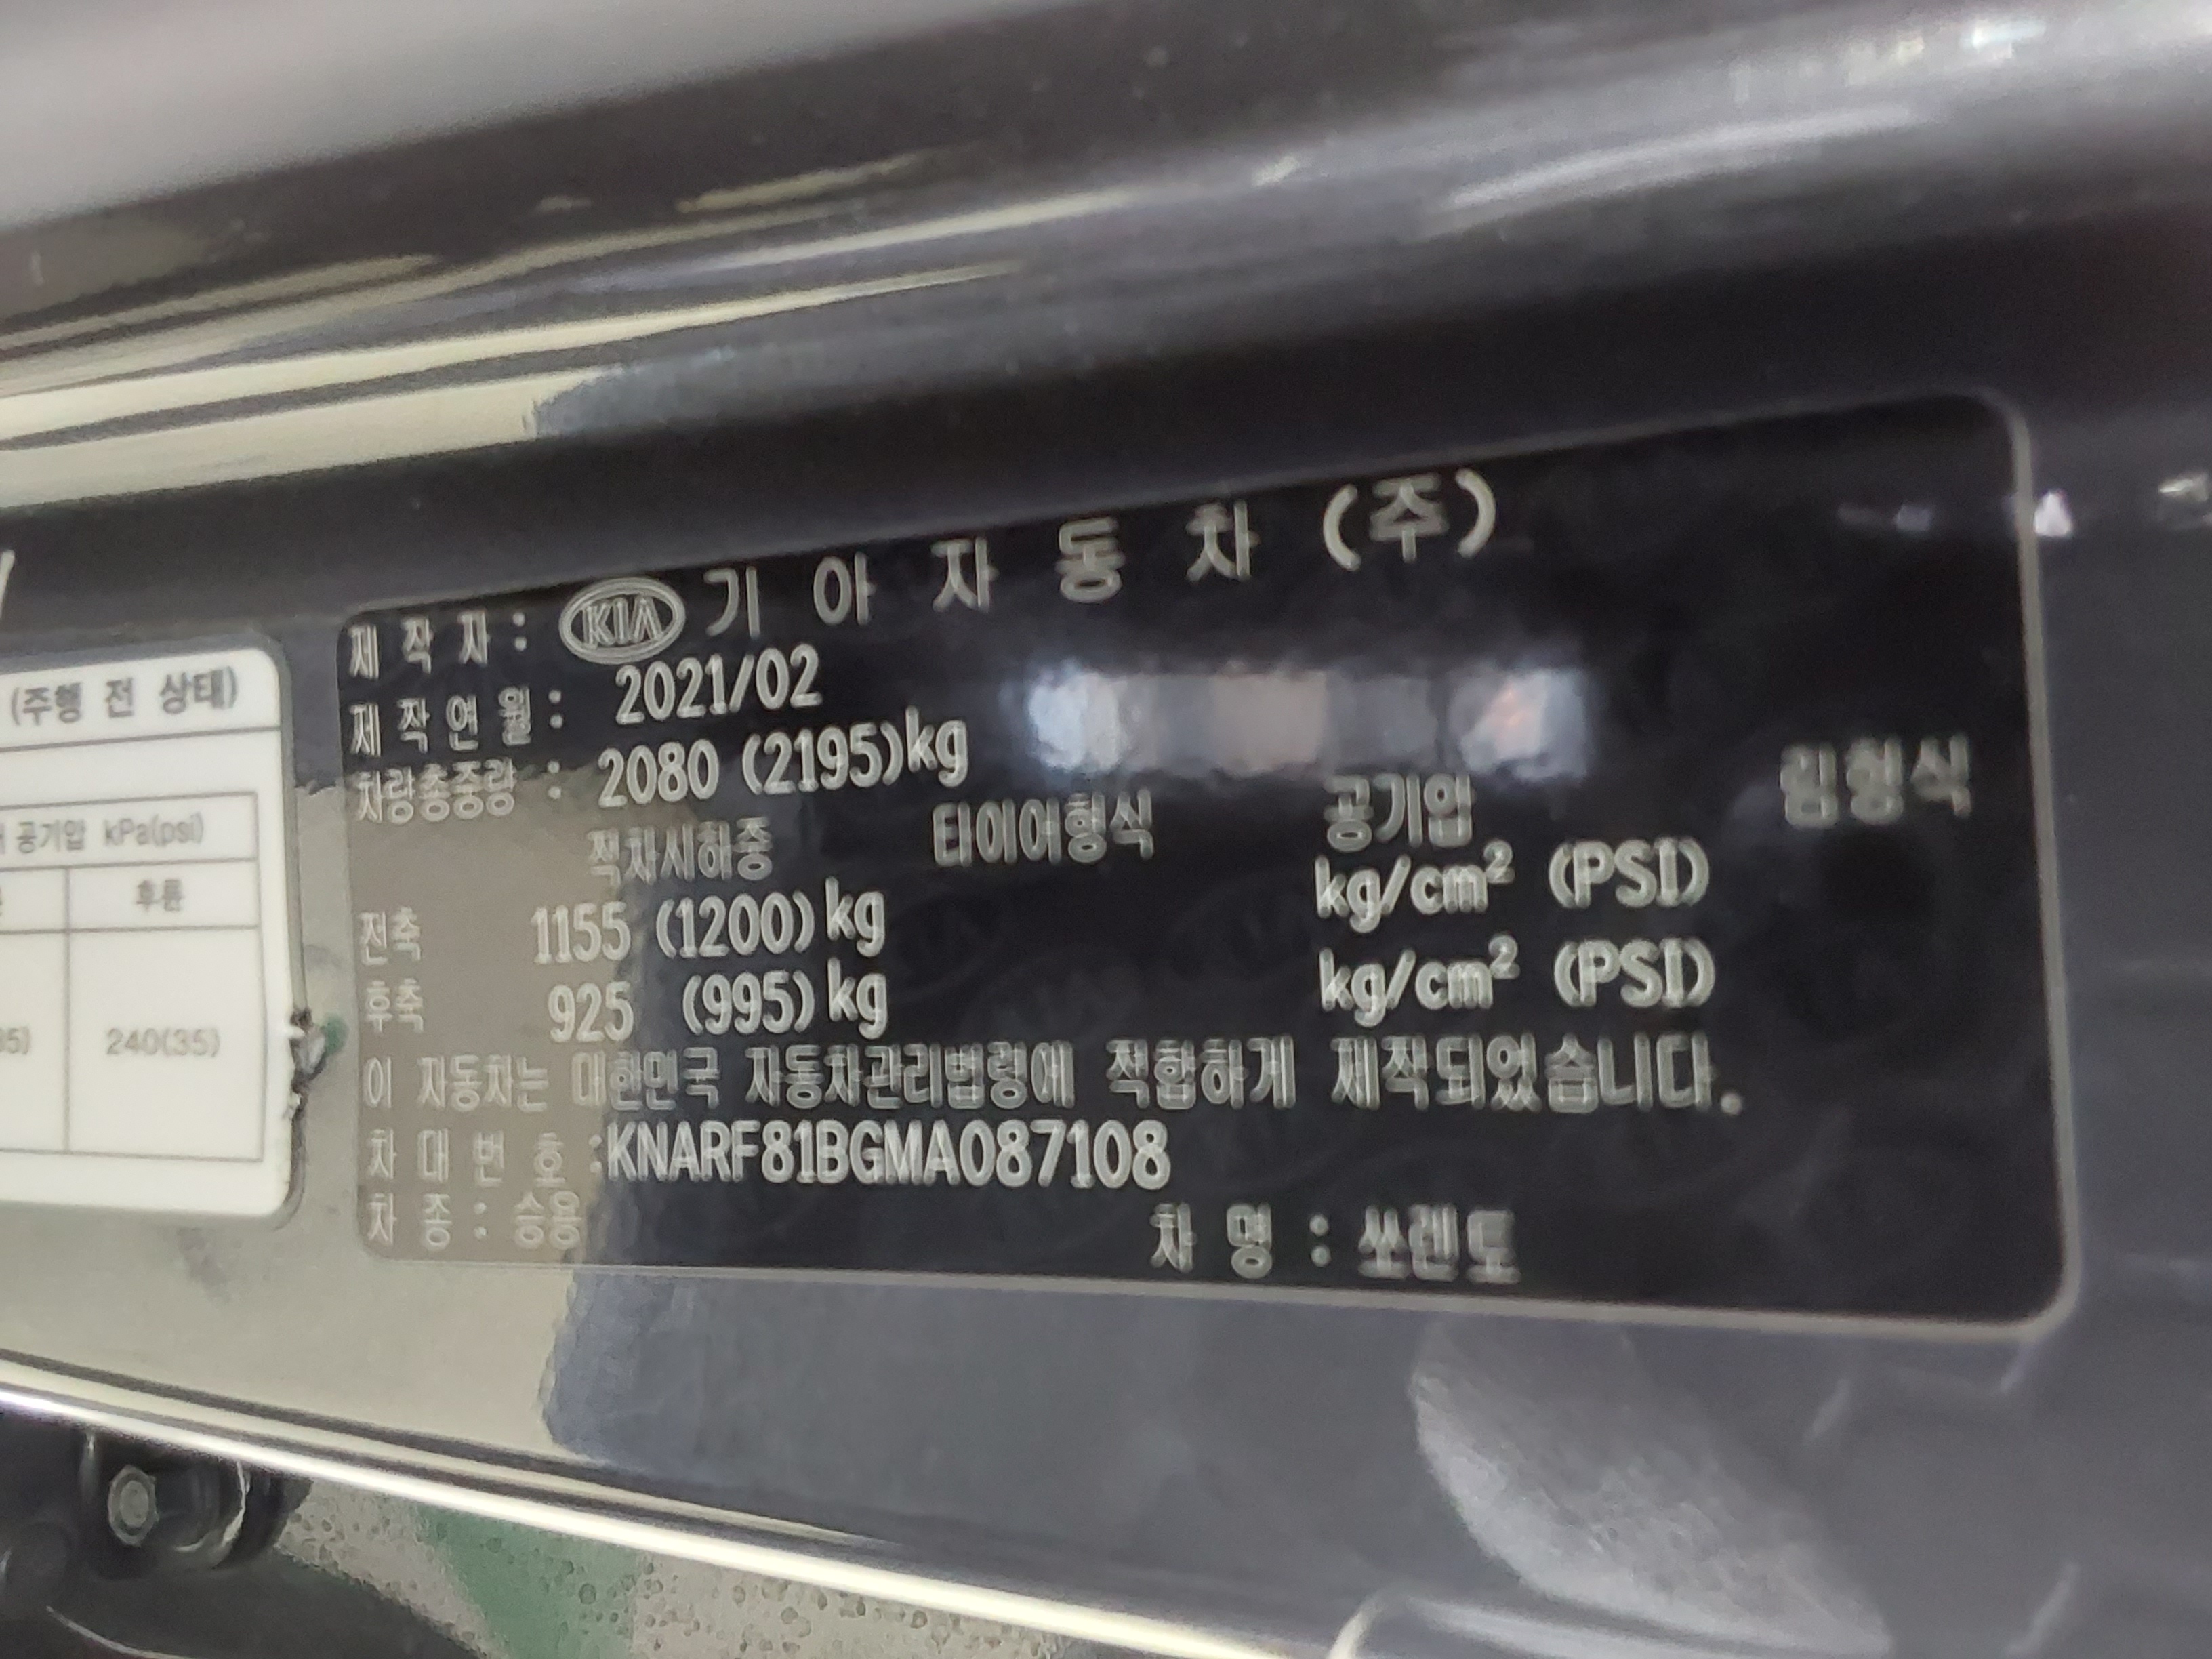 제작자 : KIA 기아자동차(주)
제작연월 : 2021/02
차량총중량 : 2080 (2195)kg
적차시하중 타이어형식 공기압 림형식
전축 1155 (1200)kg kg/cm² (PSI)
후축 925 (995)kg kg/cm² (PSI)
이 자동차는 대한민국 자동차관리법령에 적합하게 제작되었습니다.
차대번호 :KNARF81BGMA087108
차종 : 승용 차명 : 쏘렌토
(주행 전 상태)
공기압 kPa(psi)
후륜
240(35)